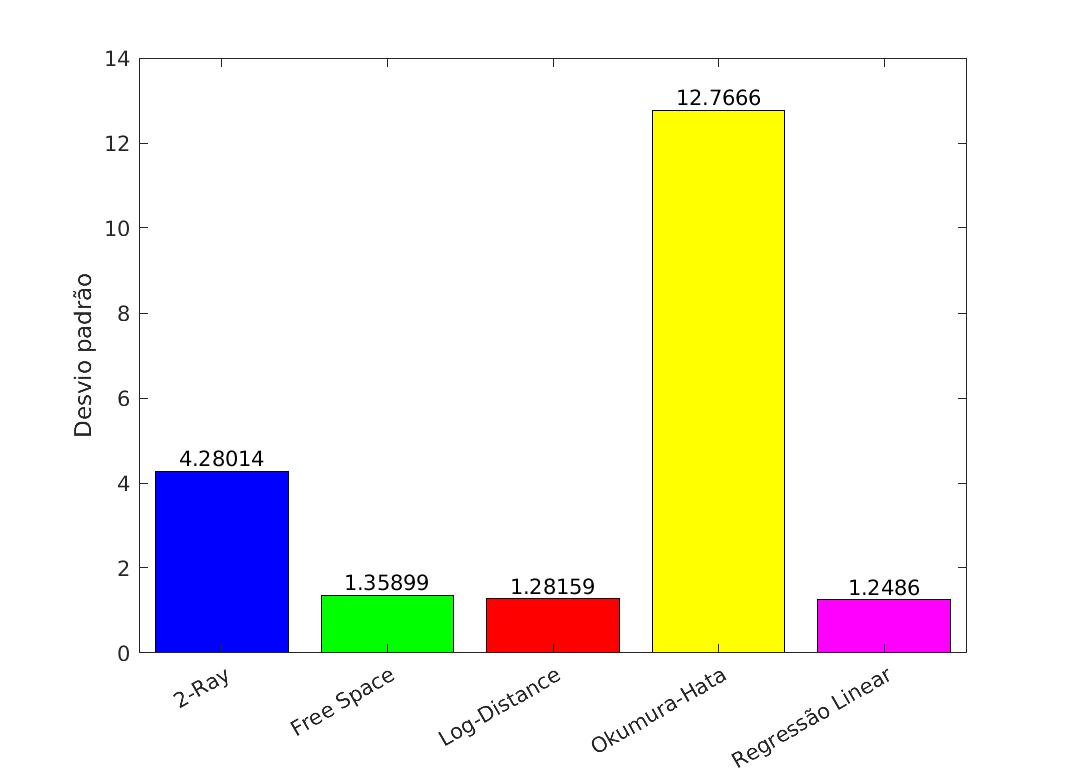 14
12
10
8
6
4
2
0
Desvio padrão
4.28014
1.35899
1.28159
12.7666
1.2486
2-Ray
Free Space
Log-Distance
Okumura-Hata
Regressão Linear